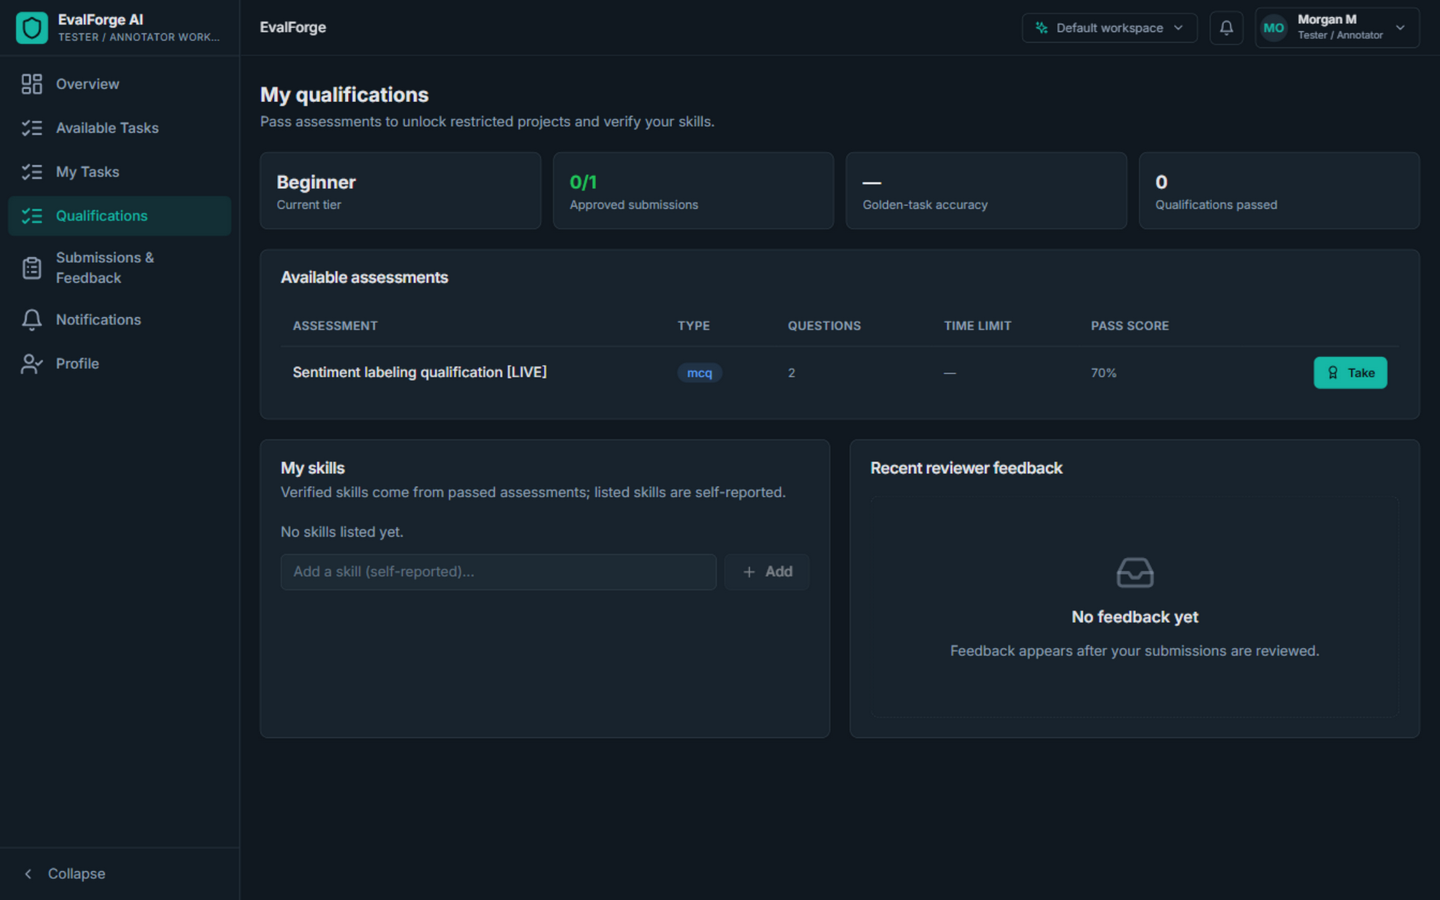 EvalForge AI
TESTER / ANNOTATOR WORK...
EvalForge
Default workspace
MO
Morgan M
Tester / Annotator
Overview
Available Tasks
My Tasks
Qualifications
Submissions &
Feedback
Notifications
Profile
Collapse
My qualifications
Pass assessments to unlock restricted projects and verify your skills.
Beginner
Current tier
0/1
Approved submissions
—
Golden-task accuracy
0
Qualifications passed
Available assessments
ASSESSMENT TYPE QUESTIONS TIME LIMIT PASS SCORE
Sentiment labeling qualification [LIVE] mcq 2 — 70% Take
My skills
Verified skills come from passed assessments; listed skills are self-reported.
No skills listed yet.
Add a skill (self-reported)...
+ Add
Recent reviewer feedback
No feedback yet
Feedback appears after your submissions are reviewed.